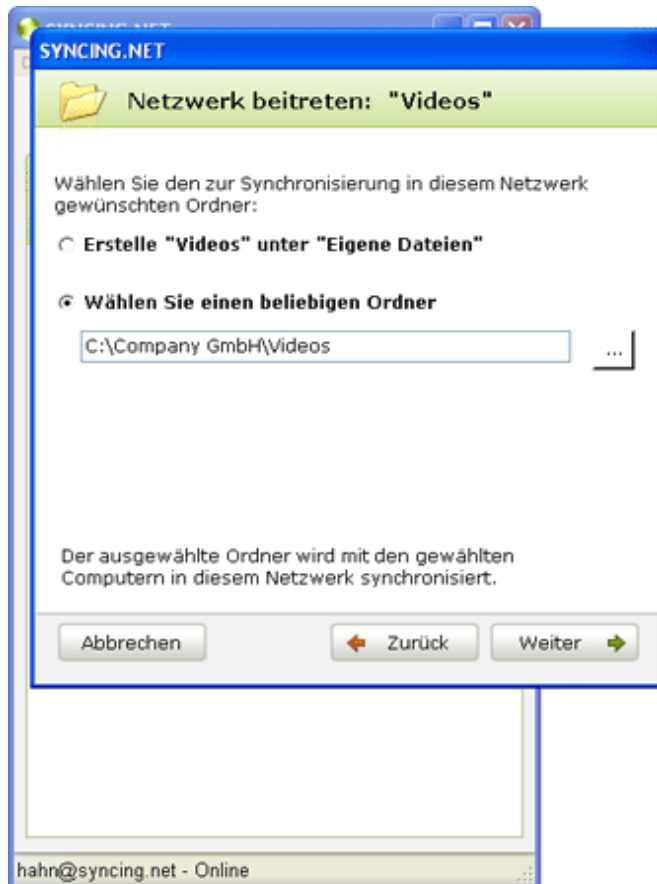 SYNCING.NET
SYNCING.NET
Netzwerk beitreten: "Videos"
Wählen Sie den zur Synchronisierung in diesem Netzwerk
gewünschten Ordner:
Erstelle "Videos" unter "Eigene Dateien"
Wählen Sie einen beliebigen Ordner
C:\Company GmbH\Videos
...
Der ausgewählte Ordner wird mit den gewählten
Computern in diesem Netzwerk synchronisiert.
Abbrechen
Zurück
Weiter
hahn@syncing.net - Online